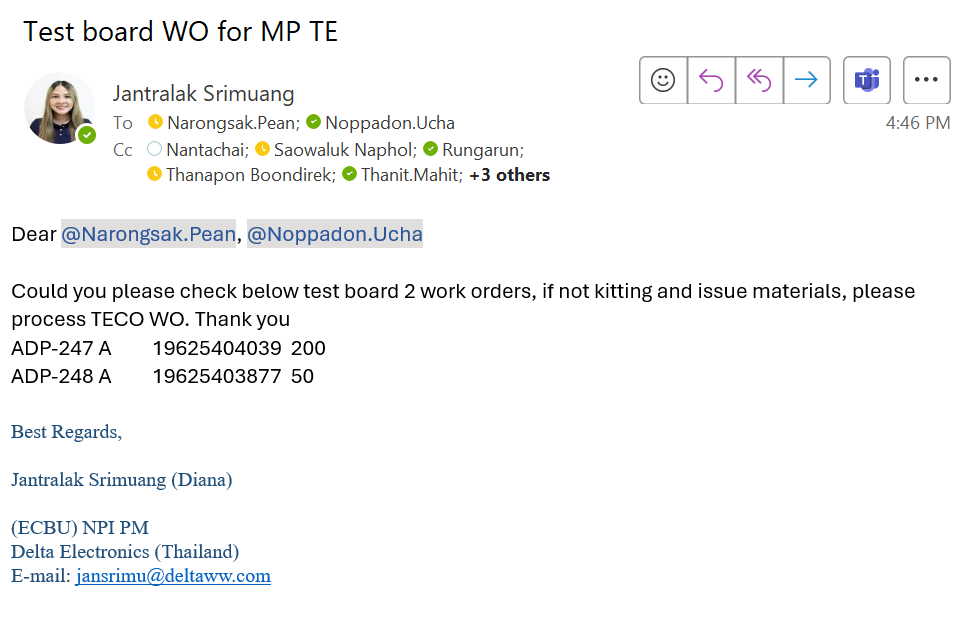 Test board WO for MP TE
Jantralak Srimuang
To Narongsak.Pean; Noppadon.Ucha
4:46 PM
Cc Nantachai; Saowaluk Naphol; Rungarun;
Thanapon Boondirek; Thanit.Mahit; +3 others
Dear @Narongsak.Pean, @Noppadon.Ucha
Could you please check below test board 2 work orders, if not kitting and issue materials, please
process TECO WO. Thank you
ADP-247 A 19625404039 200
ADP-248 A 19625403877 50
Best Regards,
Jantralak Srimuang (Diana)
(ECBU) NPI PM
Delta Electronics (Thailand)
E-mail: jansrimu@deltaww.com